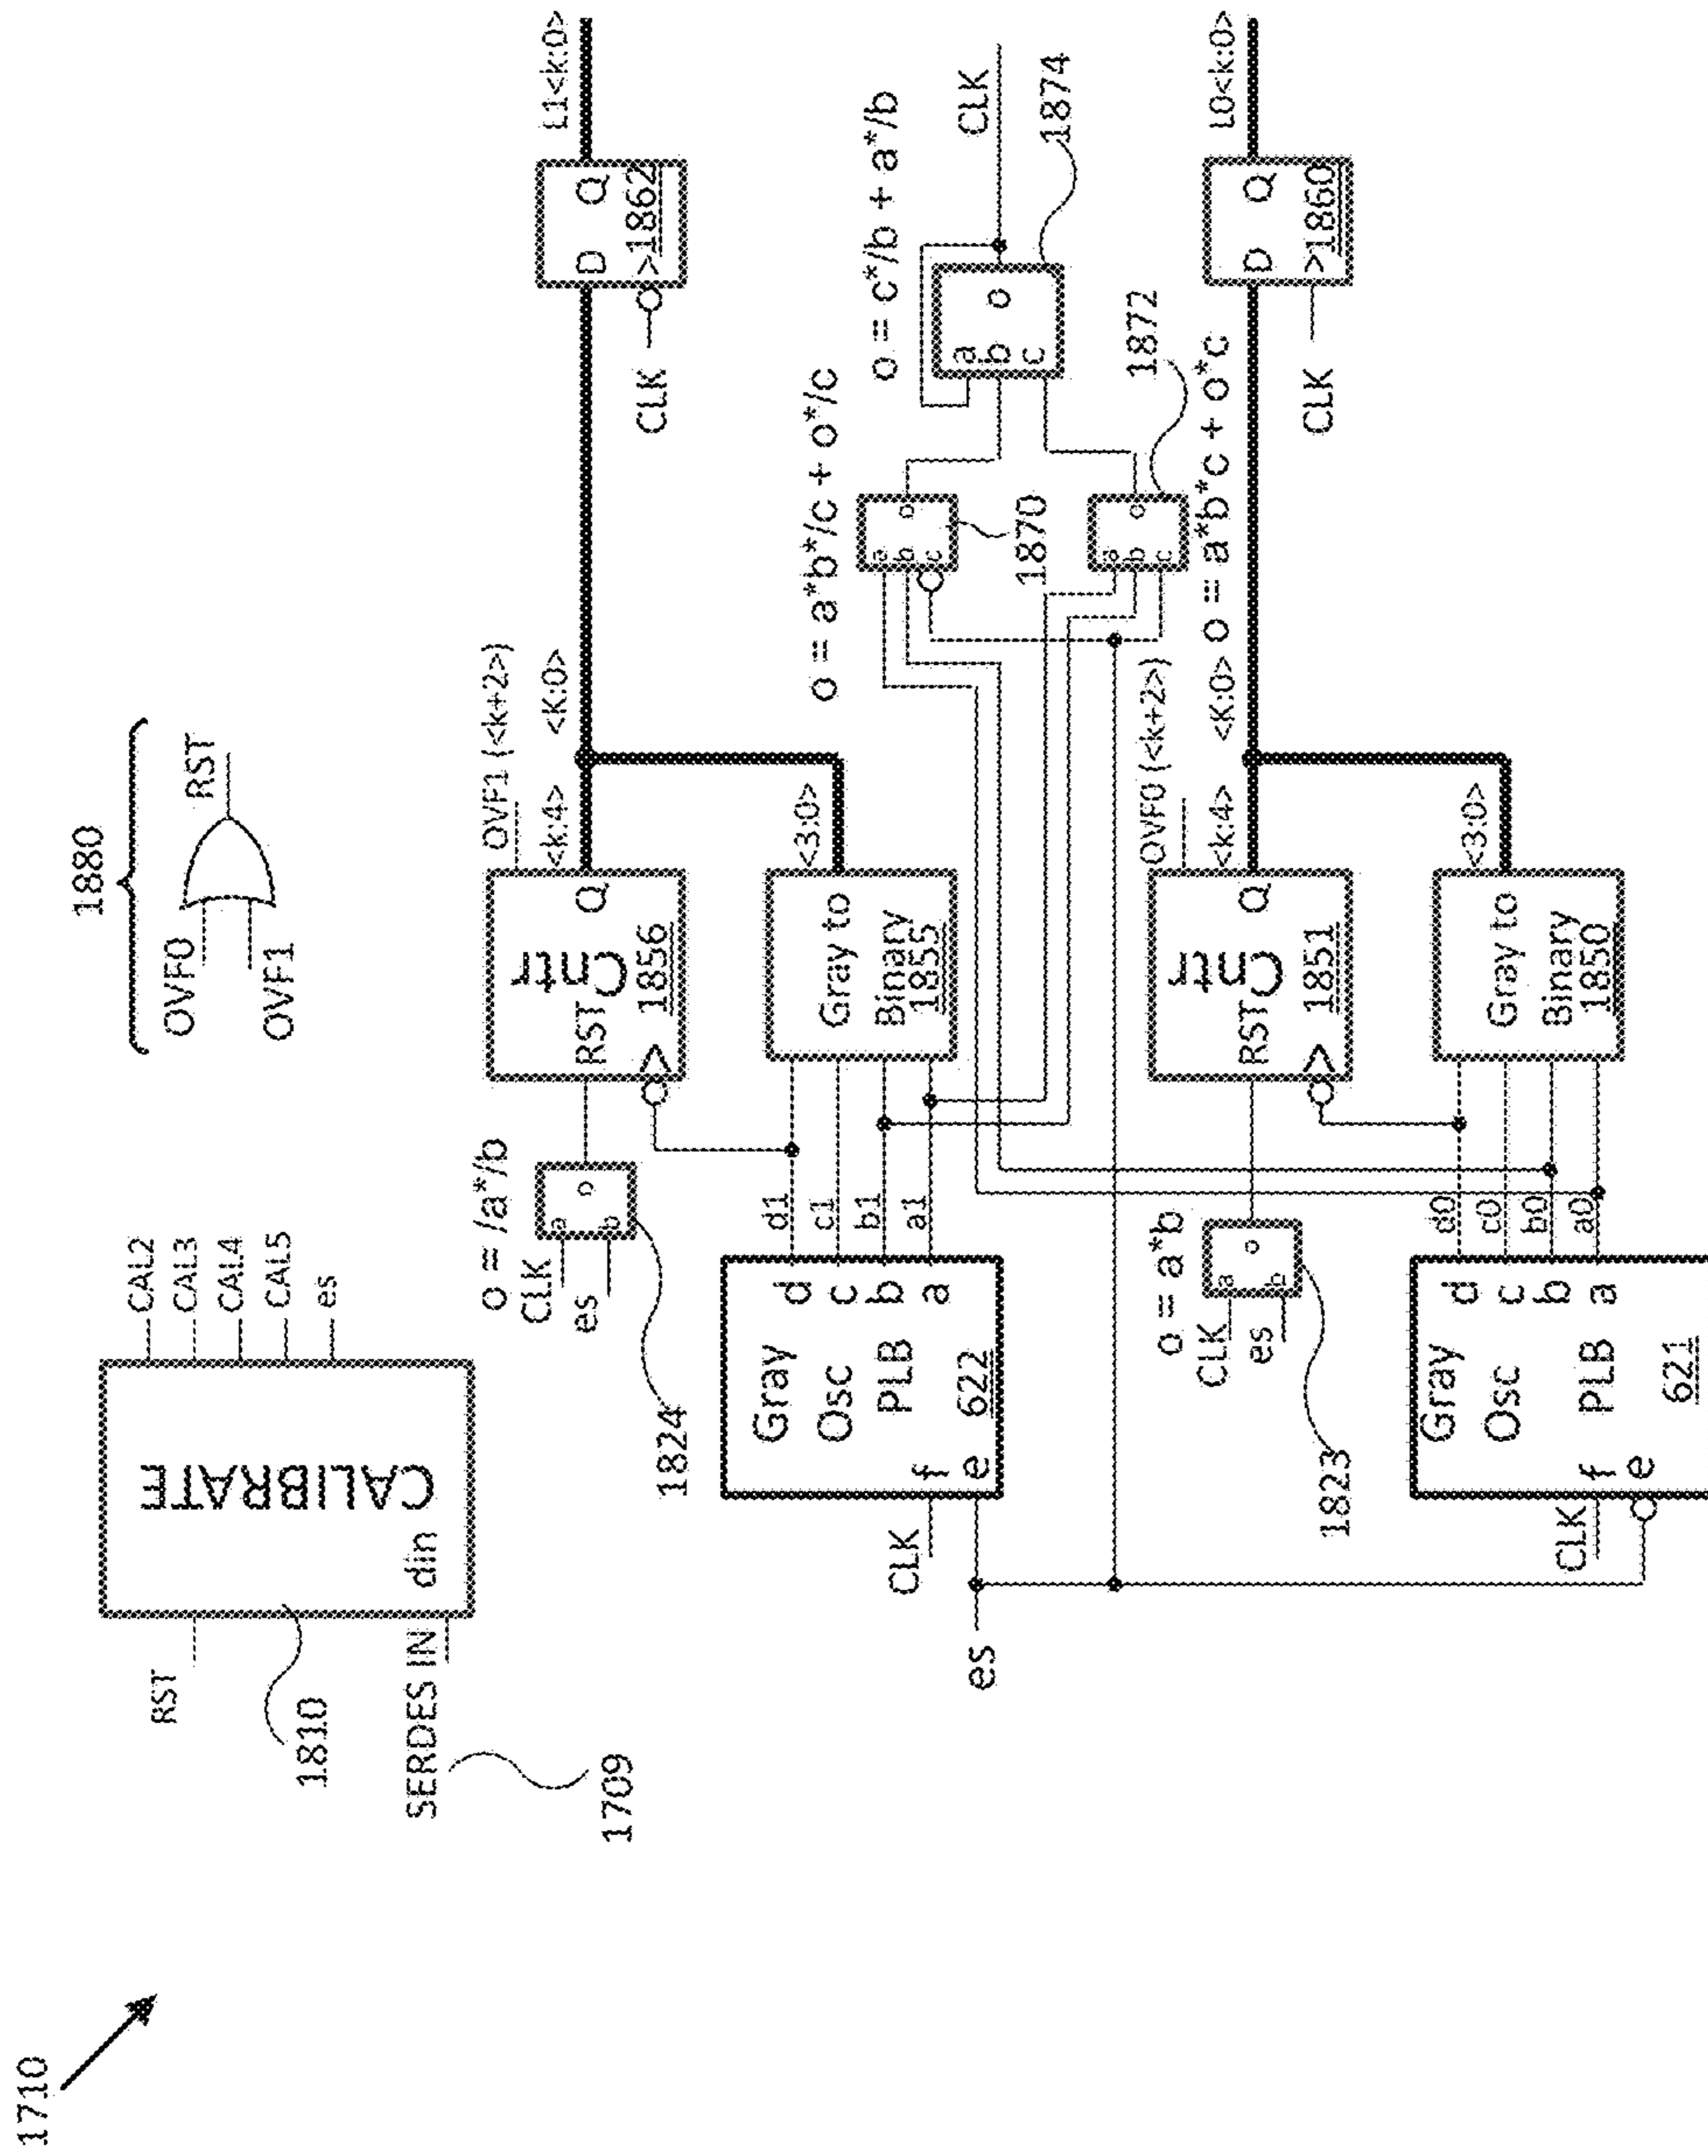 1710
RST
1810
SERDES IN
1709
CALIBRATE
din
CAL2
CAL3
CAL4
CAL5
es
1880
OVF0
OVF1
RST
o = /a*/b
CLK
es
a
b
o
1824
RST
Cntr
Q
1856
OVF1 (<k+2>)
<k:4>
<K:0>
D Q
>1862
CLK
L1<k:0>
Gray
Osc
PLB
622
f
e
d
c
b
a
CLK
es
d1
c1
b1
a1
Gray to
Binary
1855
<3:0>
o = a*b*/c + o*/c
a
b
c
o
1870
o = c*/b + a*/b
a
b
c
o
CLK
1874
a
b
c
o
1872
o = a*b*c + o*c
o = a*b
CLK
es
a
b
o
1823
RST
Cntr
Q
1851
OVF0 (<k+2>)
<k:4>
<K:0>
D Q
>1860
CLK
L0<k:0>
Gray
Osc
PLB
621
f
e
d
c
b
a
CLK
d0
c0
b0
a0
Gray to
Binary
1850
<3:0>